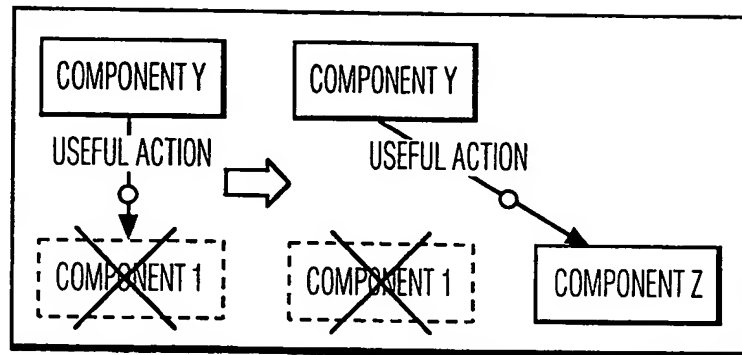 COMPONENT Y
USEFUL ACTION
COMPONENT 1
COMPONENT Y
USEFUL ACTION
COMPONENT 1
COMPONENT Z